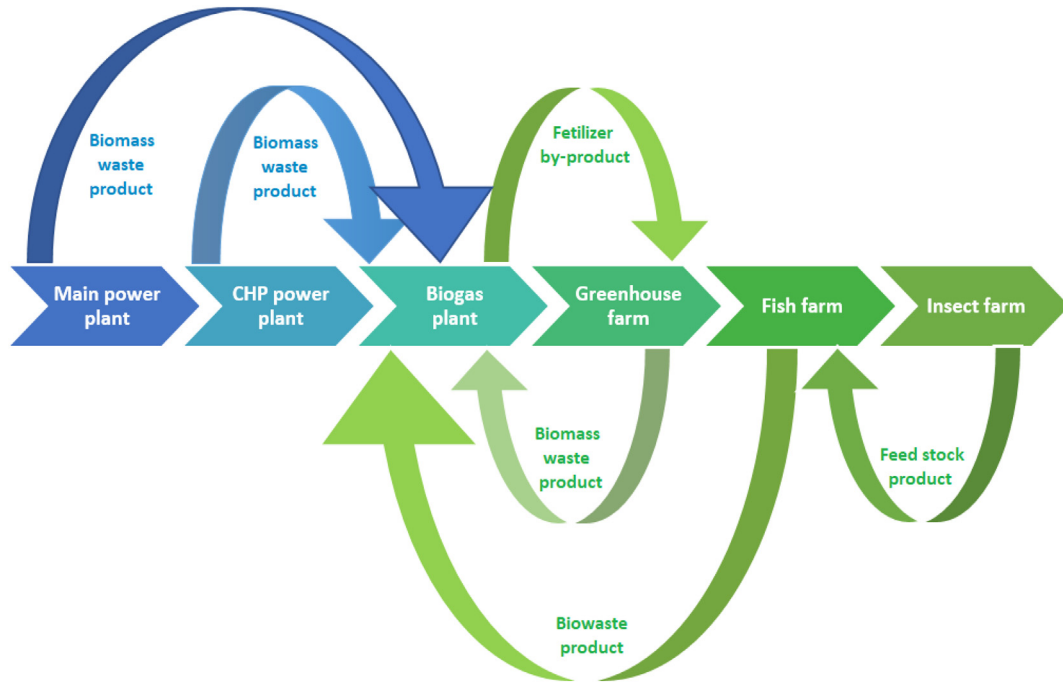 Biomass
waste
product
Biomass
waste
product
Fetilizer
by-product
Main power
plant
CHP power
plant
Biogas
plant
Greenhouse
farm
Fish farm
Insect farm
Biomass
waste
product
Feed stock
product
Biowaste
product